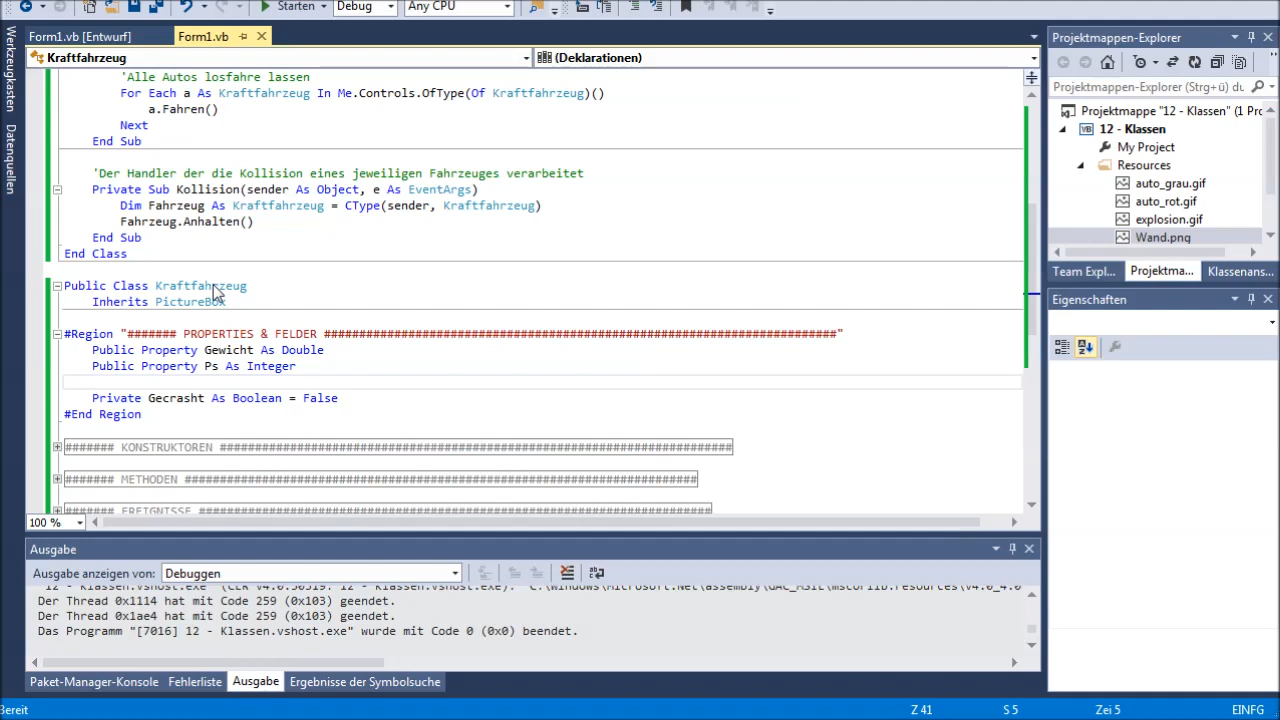 Starten
Debug
Any CPU
Werkzeugkasten
Datenquellen
Form1.vb [Entwurf]
Form1.vb
Kraftfahrzeug
(Deklarationen)
'Alle Autos losfahre lassen
For Each a As Kraftfahrzeug In Me.Controls.OfType(Of Kraftfahrzeug)()
a.Fahren()
Next
End Sub
'Der Handler der die Kollision eines jeweiligen Fahrzeuges verarbeitet
Private Sub Kollision(sender As Object, e As EventArgs)
Dim Fahrzeug As Kraftfahrzeug = CType(sender, Kraftfahrzeug)
Fahrzeug.Anhalten()
End Sub
End Class
Public Class Kraftfahrzeug
Inherits PictureBox
#Region "####### PROPERTIES & FELDER #########################################################################"
Public Property Gewicht As Double
Public Property Ps As Integer
Private Gecrasht As Boolean = False
#End Region
####### KONSTRUKTOREN #########################################################################
####### METHODEN #########################################################################
####### EREIGNISSE #########################################################################
100 %
Ausgabe
Ausgabe anzeigen von: Debuggen
Der Thread 0x1114 hat mit Code 259 (0x103) geendet.
Der Thread 0x1ae4 hat mit Code 259 (0x103) geendet.
Das Programm "[7016] 12 - Klassen.vshost.exe" wurde mit Code 0 (0x0) beendet.
Paket-Manager-Konsole
Fehlerliste
Ausgabe
Ergebnisse der Symbolsuche
Projektmappen-Explorer
Projektmappen-Explorer (Strg+ü) du
Projektmappe "12 - Klassen" (1 Pro
12 - Klassen
My Project
Resources
auto_grau.gif
auto_rot.gif
explosion.gif
Wand.png
Team Expl...
Projektma...
Klassenans...
Eigenschaften
Bereit
Z 41
S 5
Zei 5
EINFG